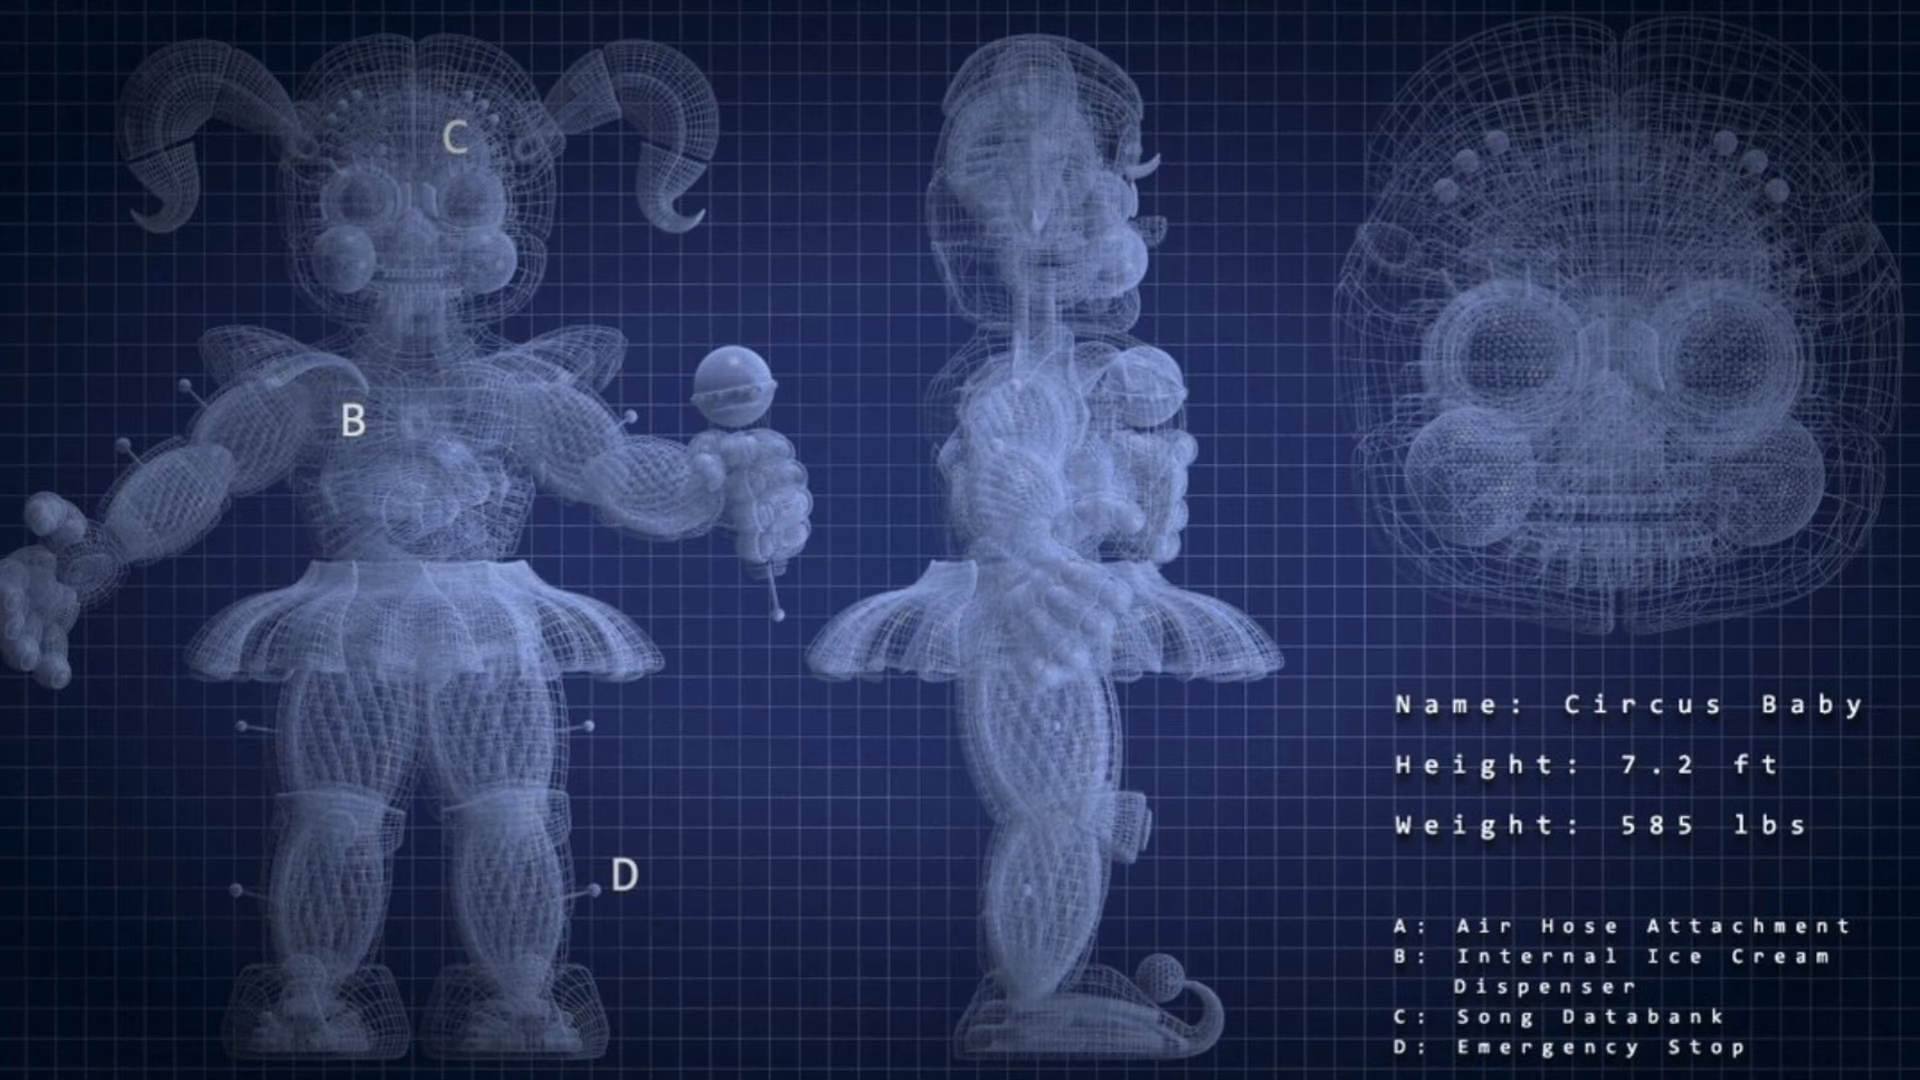 C
B
D
Name: Circus Baby
Height: 7.2 ft
Weight: 585 lbs
A: Air Hose Attachment
B: Internal Ice Cream
Dispenser
C: Song Databank
D: Emergency Stop